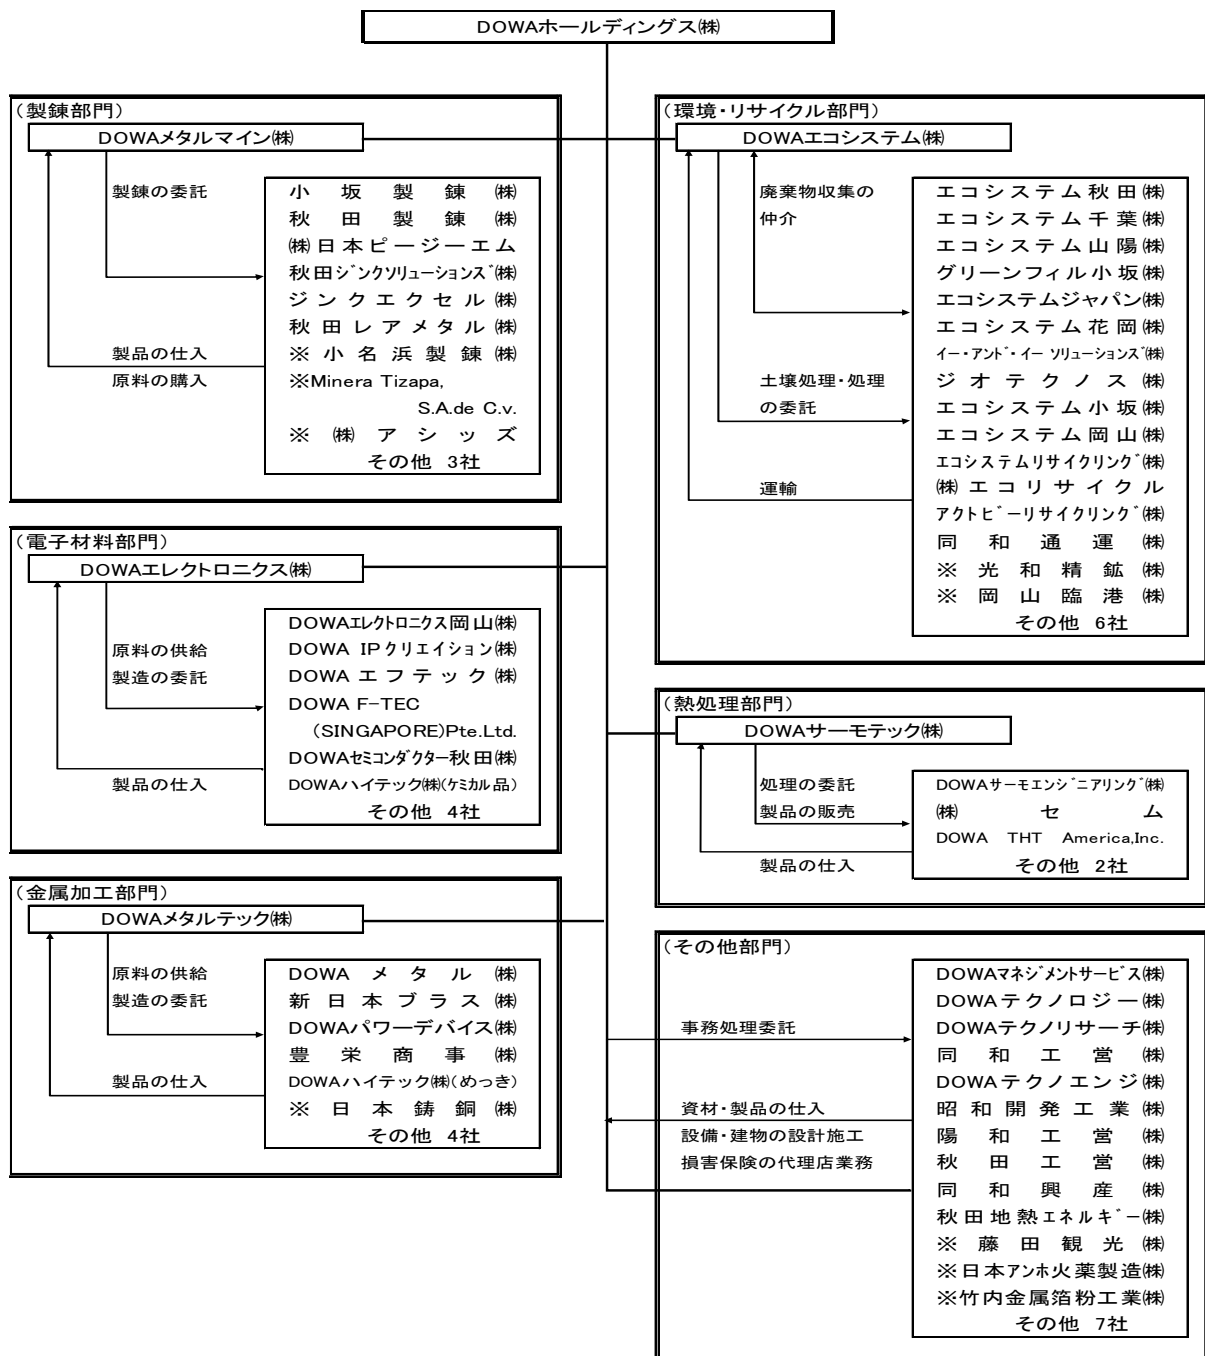 DOWAホールディングス㈱
（製錬部門）
DOWAメタルマイン㈱
製錬の委託
製品の仕入
原料の購入
小坂製錬㈱
秋田製錬㈱
㈱日本ピージーエム
秋田ジンクソリューションズ㈱
ジンクエクセル㈱
秋田レアメタル㈱
※小名浜製錬㈱
※Minera Tizapa,
S.A.de C.v.
※㈱アシッズ
その他 3社
（電子材料部門）
DOWAエレクトロニクス㈱
原料の供給
製造の委託
製品の仕入
DOWAエレクトロニクス岡山㈱
DOWA IPクリエイション㈱
DOWA エフテック㈱
DOWA F-TEC
(SINGAPORE)Pte.Ltd.
DOWAセミコンダクター秋田㈱
DOWAハイテック㈱(ケミカル品)
その他 4社
（金属加工部門）
DOWAメタルテック㈱
原料の供給
製造の委託
製品の仕入
DOWA メタル㈱
新日本ブラス㈱
DOWAパワーデバイス㈱
豊栄商事㈱
DOWAハイテック㈱(めっき)
※日本鋳銅㈱
その他 4社
（環境・リサイクル部門）
DOWAエコシステム㈱
廃棄物収集の
仲介
土壌処理・処理
の委託
運輸
エコシステム秋田㈱
エコシステム千葉㈱
エコシステム山陽㈱
グリーンフィル小坂㈱
エコシステムジャパン㈱
エコシステム花岡㈱
イー・アンド・イー ソリューションズ㈱
ジオテクノス㈱
エコシステム小坂㈱
エコシステム岡山㈱
エコシステムリサイクリング㈱
㈱エコリサイクル
アクトビーリサイクリング㈱
同和通運㈱
※光和精鉱㈱
※岡山臨港㈱
その他 6社
（熱処理部門）
DOWAサーモテック㈱
処理の委託
製品の販売
製品の仕入
DOWAサーモエンジニアリング㈱
㈱セム
DOWA THT America,Inc.
その他 2社
（その他部門）
事務処理委託
資材・製品の仕入
設備・建物の設計施工
損害保険の代理店業務
DOWAマネジメントサービス㈱
DOWAテクノロジー㈱
DOWAテクノリサーチ㈱
同和工営㈱
DOWAテクノエンジ㈱
昭和開発工業㈱
陽和工営㈱
秋田工営㈱
同和興産㈱
秋田地熱エネルギー㈱
※藤田観光㈱
※日本アンホ火薬製造㈱
※竹内金属箔粉工業㈱
その他 7社